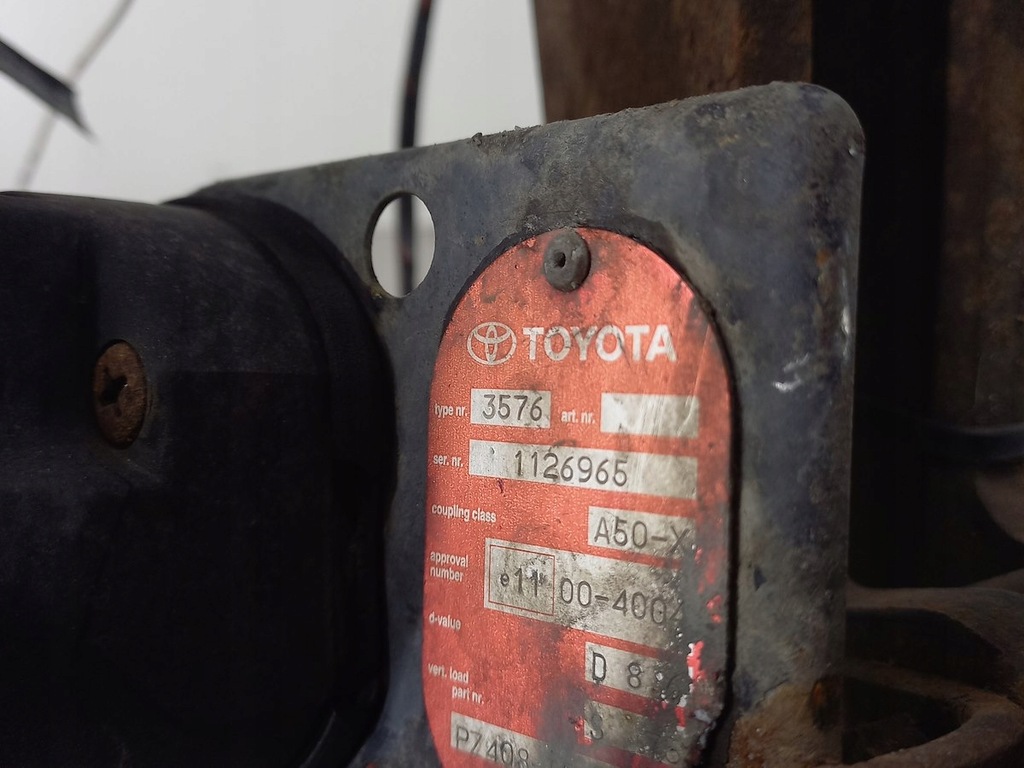 TOYOTA
type nr. 3576 art. nr.
ser. nr. 1126965
coupling class A50-X
approval number e11 00-400
d-value D 8
vert. load S
part nr.
PZ408